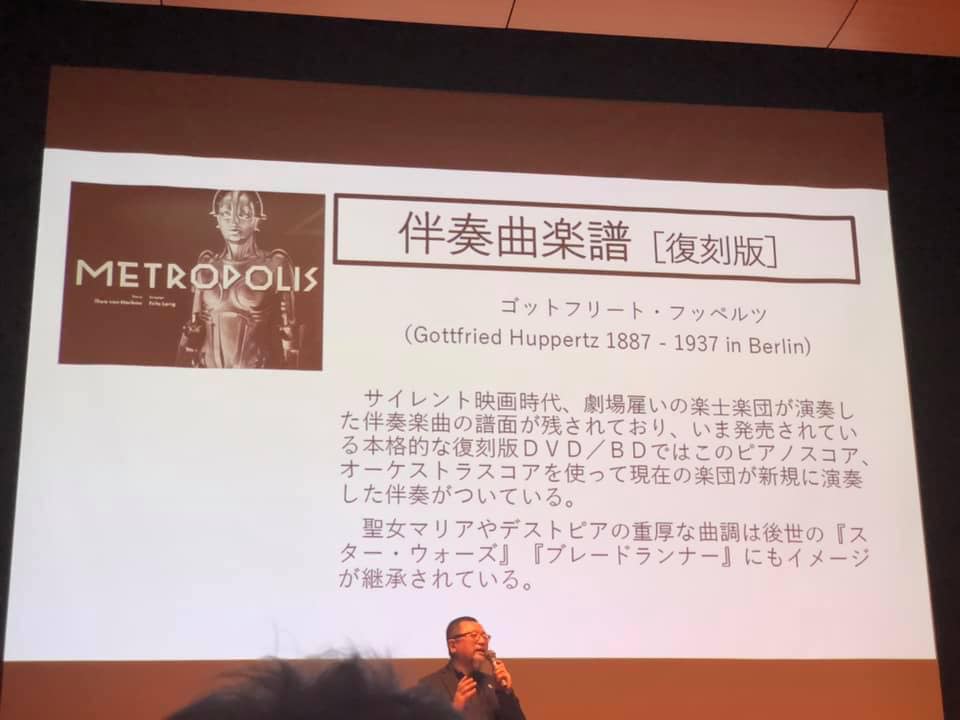 METROPOLIS
Thea von Harbou
Fritz Lang
伴奏曲楽譜［復刻版］
ゴットフリート・フッペルツ
（Gottfried Huppertz 1887 - 1937 in Berlin）
サイレント映画時代、劇場雇いの楽士楽団が演奏し
た伴奏楽曲の譜面が残されており、いま発売されてい
る本格的な復刻版ＤＶＤ／ＢＤではこのピアノスコア、
オーケストラスコアを使って現在の楽団が新規に演奏
した伴奏がついている。
聖女マリアやデストピアの重厚な曲調は後世の『ス
ター・ウォーズ』『ブレードランナー』にもイメージ
が継承されている。